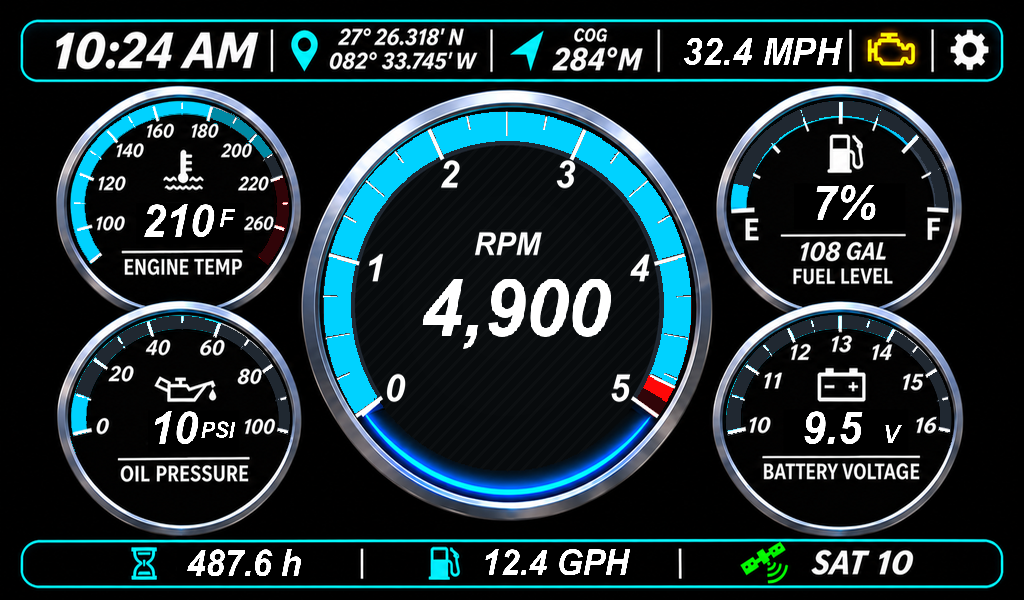 10:24 AM
27° 26.318' N
082° 33.745' W
COG
284°M
32.4 MPH
100
120
140
160
180
200
220
260
210 F
ENGINE TEMP
RPM
4,900
0
1
2
3
4
5
7%
E
F
108 GAL
FUEL LEVEL
0
20
40
60
80
100
10 PSI
OIL PRESSURE
10
11
12
13
14
15
16
9.5 V
BATTERY VOLTAGE
487.6 h
12.4 GPH
SAT 10